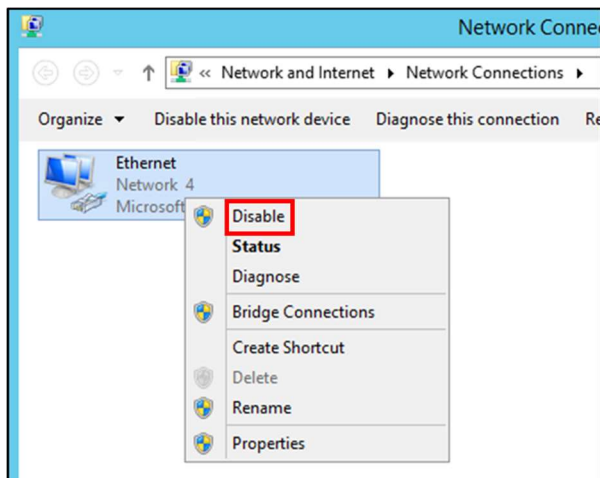 Network Conne
« Network and Internet ▸ Network Connections ▸
Organize ▾ Disable this network device Diagnose this connection Re
Ethernet
Network 4
Microsoft
Disable
Status
Diagnose
Bridge Connections
Create Shortcut
Delete
Rename
Properties